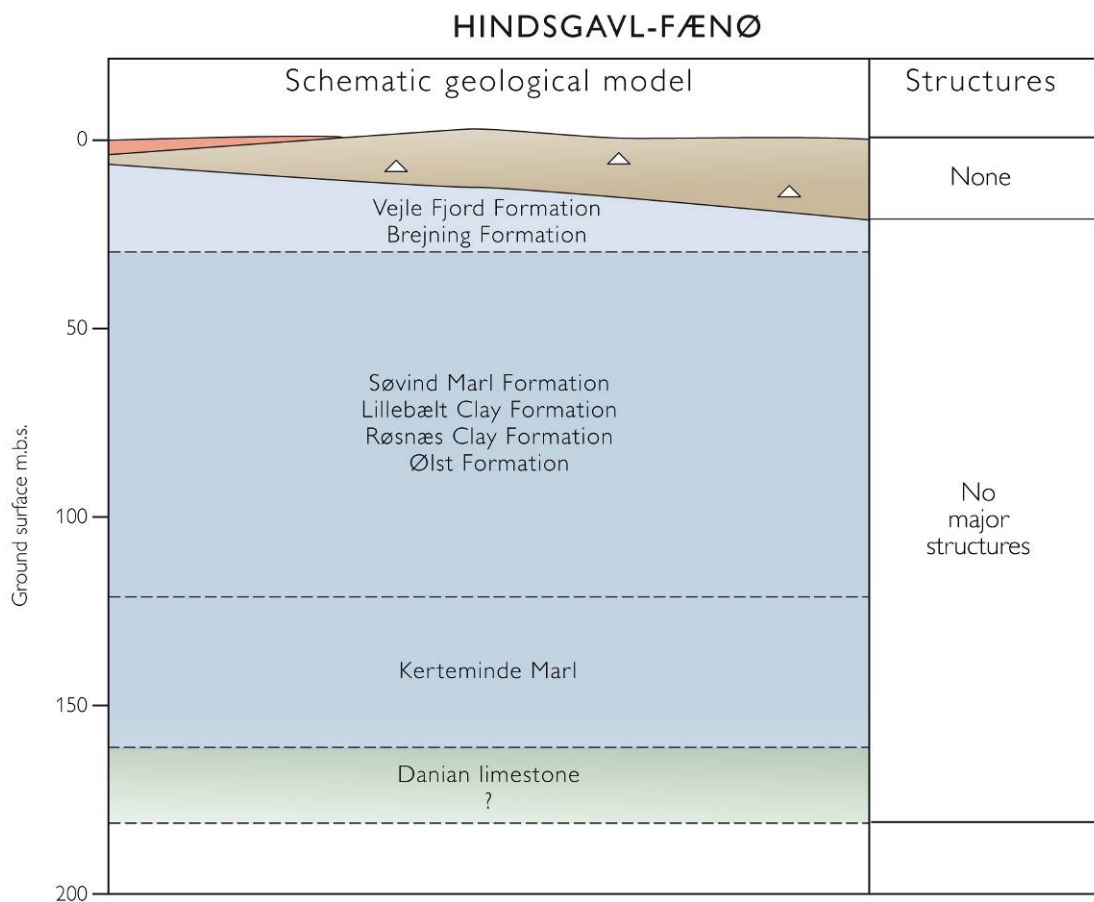 HINDSGAVL-FÆNØ
Schematic geological model
Structures
0
None
Vejle Fjord Formation
Brejning Formation
50
Søvind Marl Formation
Lillebælt Clay Formation
Røsnæs Clay Formation
Ølst Formation
Ground surface m.b.s.
100
No
major
structures
Kerteminde Marl
150
Danian limestone
?
200